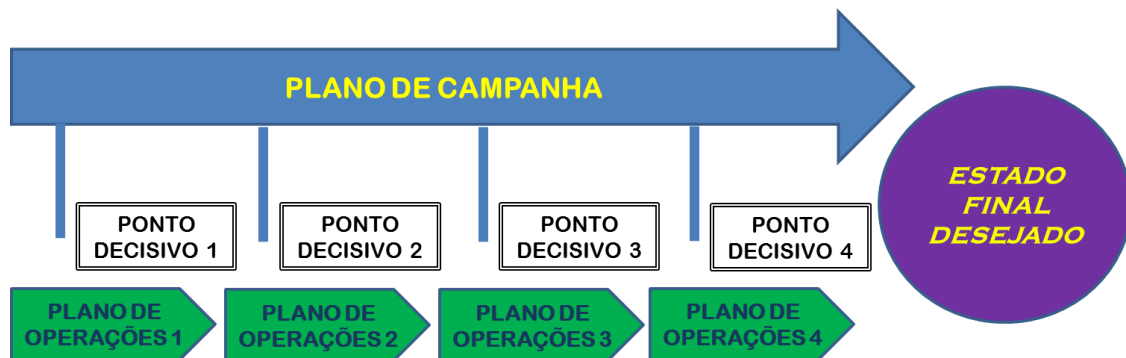 PLANO DE CAMPANHA
ESTADO
FINAL
DESEJADO
PONTO
DECISIVO 1
PONTO
DECISIVO 2
PONTO
DECISIVO 3
PONTO
DECISIVO 4
PLANO DE
OPERAÇÕES 1
PLANO DE
OPERAÇÕES 2
PLANO DE
OPERAÇÕES 3
PLANO DE
OPERAÇÕES 4